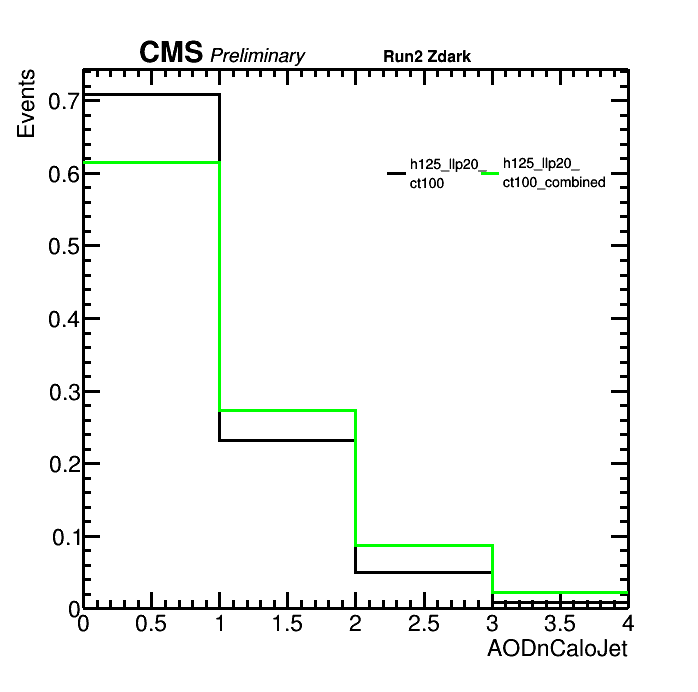 CMS Preliminary Run2 Zdark
Events
h125_llp20_
ct100
h125_llp20_
ct100_combined
0.7
0.6
0.5
0.4
0.3
0.2
0.1
0
0 0.5 1 1.5 2 2.5 3 3.5 4
AODnCaloJet